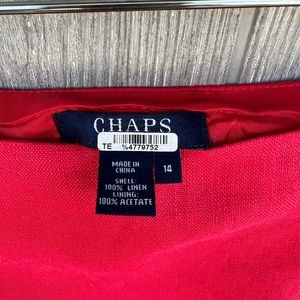 CHAPS
TE %4779752
MADE IN
CHINA
14
SHELL:
100% LINEN
LINING:
100% ACETATE